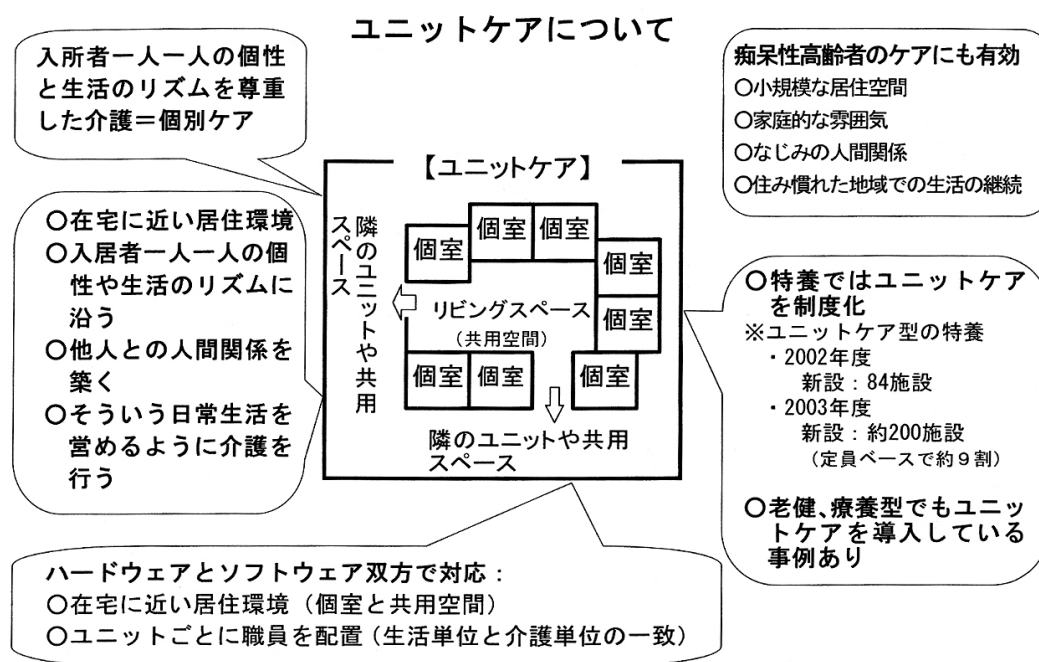 ユニットケアについて
入所者一人一人の個性
と生活のリズムを尊重
した介護＝個別ケア
痴呆性高齢者のケアにも有効
○小規模な居住空間
○家庭的な雰囲気
○なじみの人間関係
○住み慣れた地域での生活の継続
○在宅に近い居住環境
○入居者一人一人の個
性や生活のリズムに
沿う
○他人との人間関係を
築く
○そういう日常生活を
営めるように介護を
行う
【ユニットケア】
隣のユニットや共用
スペース
個室
個室
個室
個室
個室
リビングスペース
（共用空間）
個室
個室
個室
隣のユニットや共用
スペース
○特養ではユニットケア
を制度化
※ユニットケア型の特養
・2002年度
新設：84施設
・2003年度
新設：約200施設
（定員ベースで約９割）
○老健、療養型でもユニッ
トケアを導入している
事例あり
ハードウェアとソフトウェア双方で対応：
○在宅に近い居住環境（個室と共用空間）
○ユニットごとに職員を配置（生活単位と介護単位の一致）